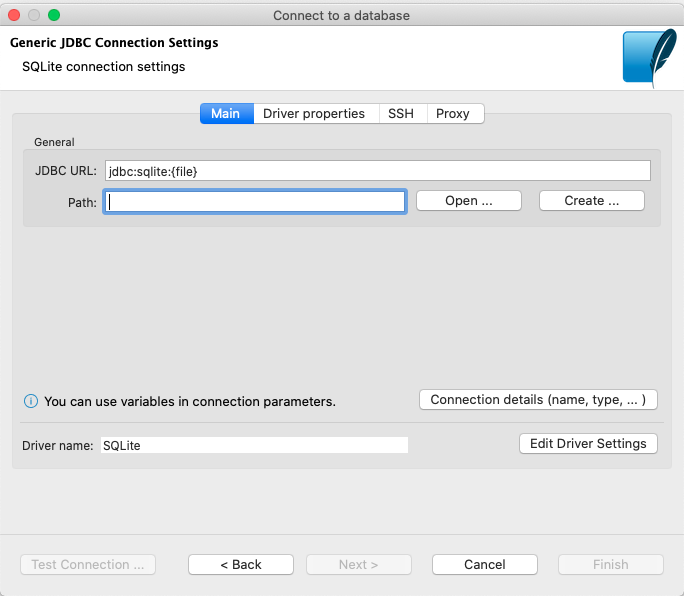 Connect to a database
Generic JDBC Connection Settings
SQLite connection settings
Main Driver properties SSH Proxy
General
JDBC URL: jdbc:sqlite:{file}
Path: Open ... Create ...
You can use variables in connection parameters. Connection details (name, type, ... )
Driver name: SQLite Edit Driver Settings
Test Connection ... < Back Next > Cancel Finish